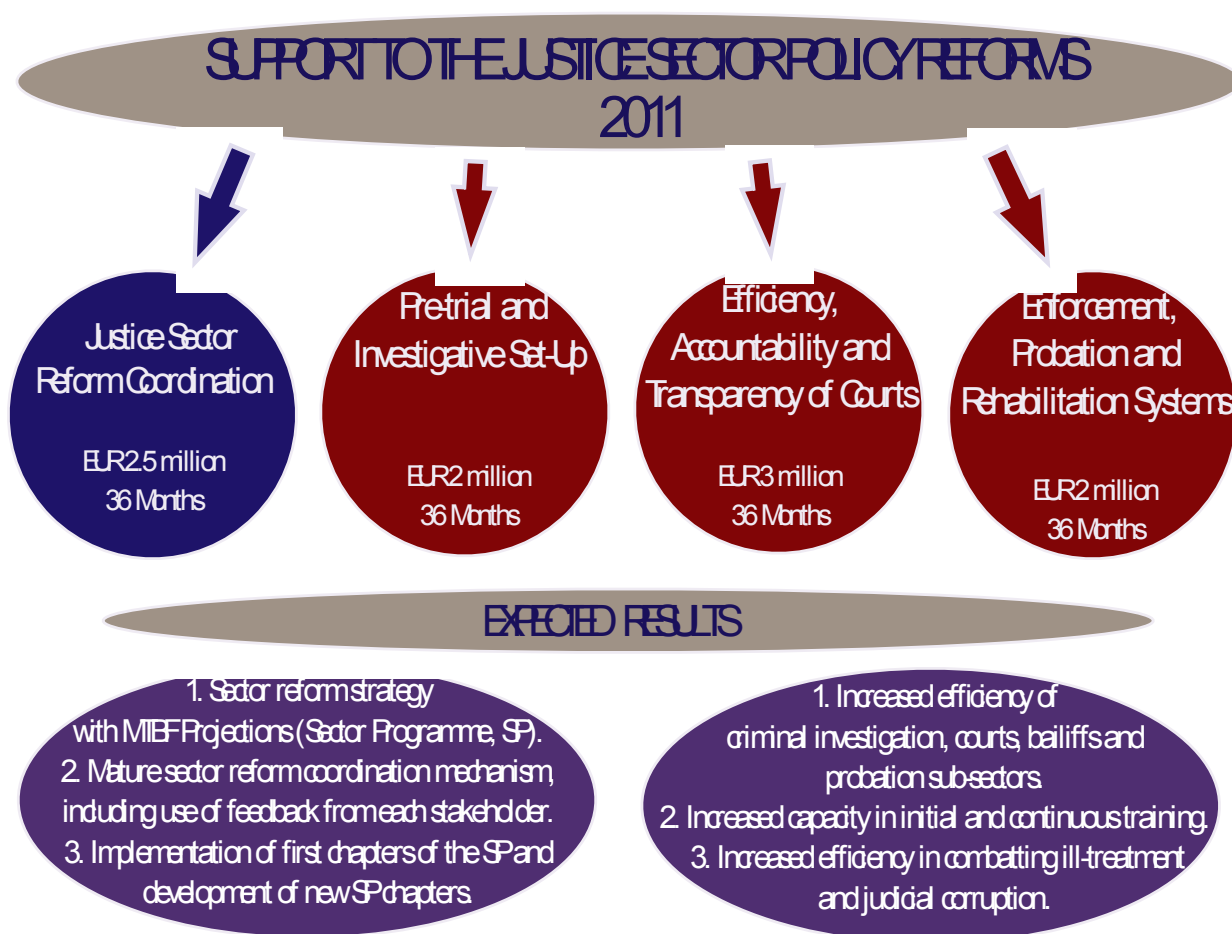 SUPPORT TO THE JUSTICE SECTOR POLICY REFORMS
2011
Justice Sector
Reform Coordination
EUR 2.5 million
36 Months
Pre-trial and
Investigative Set-Up
EUR 2 million
36 Months
Efficiency,
Accountability and
Transparency of Courts
EUR 3 million
36 Months
Enforcement,
Probation and
Rehabilitation Systems
EUR 2 million
36 Months
EXPECTED RESULTS
1. Sector reform strategy
with MTBF Projections (Sector Programme, SP).
2. Mature sector reform coordination mechanism,
including use of feedback from each stakeholder.
3. Implementation of first chapters of the SP and
development of new SP chapters.
1. Increased efficiency of
criminal investigation, courts, bailiffs and
probation sub-sectors.
2. Increased capacity in initial and continuous training.
3. Increased efficiency in combatting ill-treatment
and judicial corruption.